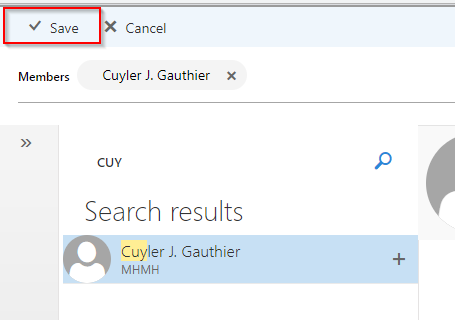 Save Cancel
Members Cuyler J. Gauthier
CUY
Search results
Cuyler J. Gauthier
MHMH